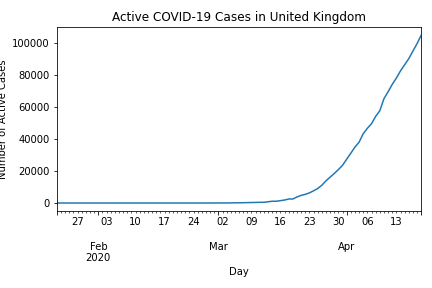 Active COVID-19 Cases in United Kingdom
Number of Active Cases
100000
80000
60000
40000
20000
0
27 03 10 17 24 02 09 16 23 30 06 13
Feb Mar Apr
2020
Day